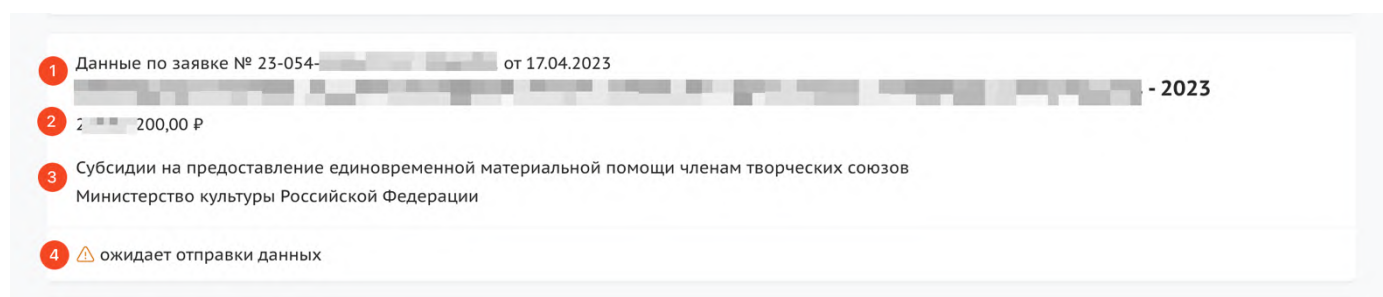 1 Данные по заявке № 23-054- от 17.04.2023
- 2023
2 200,00 ₽
3 Субсидии на предоставление единовременной материальной помощи членам творческих союзов
Министерство культуры Российской Федерации
4 ожидает отправки данных